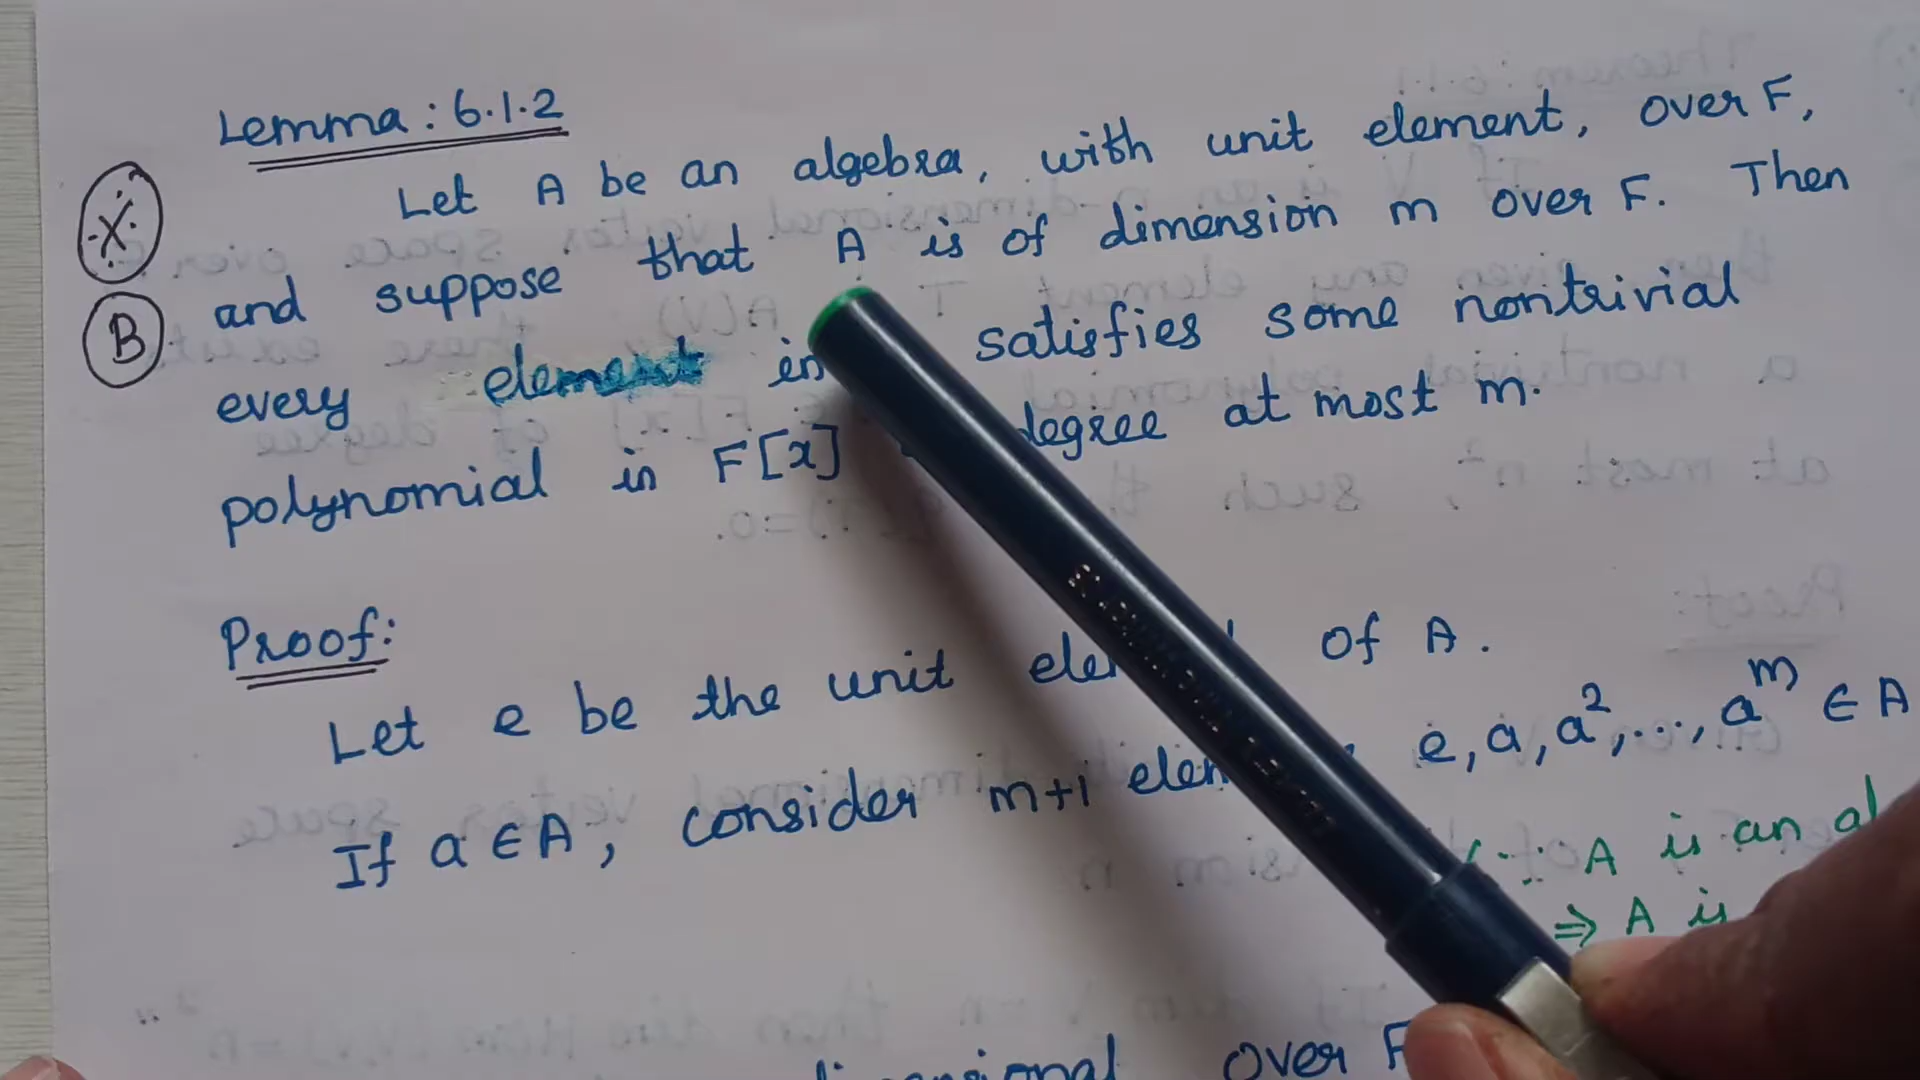 Lemma: 6.1.2
Let A be an algebra, with unit element, over F,
and suppose that A is of dimension m over F. Then
every element in satisfies some nontrivial
polynomial in F[x] degree at most m.
Proof:
Let e be the unit of A.
If a ∈ A, consider m+1 e, a, a², ..., aᵐ ∈ A
∵ A is an
⇒ A is
over F
X
B